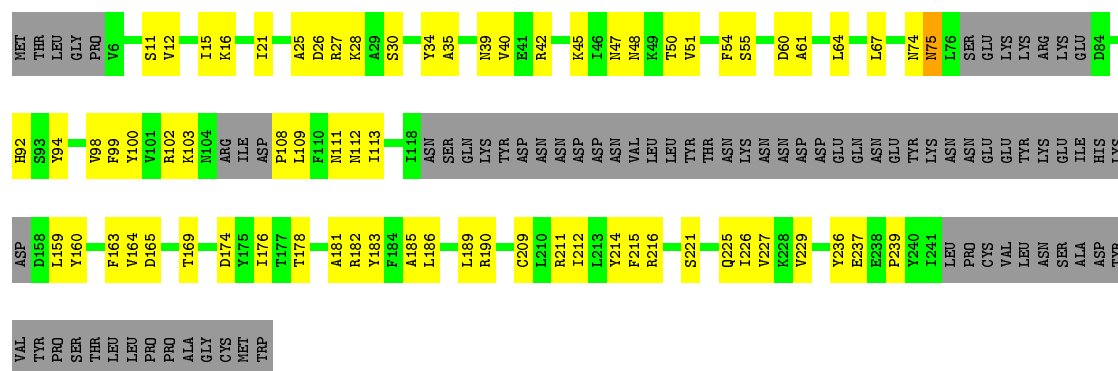 MET THR LEU GLY PRO V6 S11 V12 I15 K16 I21 A25 D26 R27 K28 A29 S30 Y34 A35 N39 V40 E41 R42 K45 I46 N47 N48 K49 T50 V51 F54 S55 D60 A61 L64 L67 N74 N75 L76 SER GLU LYS LYS ARG LYS GLU D84
H92 S93 Y94 V98 F99 Y100 V101 R102 K103 N104 ARG ILE ASP P108 L109 F110 N111 N112 I113 I118 ASN SER GLN LYS TYR ASP ASN ASN ASP ASP ASN VAL LEU LEU TYR THR ASN LYS ASN ASN ASP ASP GLU GLN ASN GLU TYR LYS ASN ASN GLU GLU TYR LYS GLU ILE HIS LYS
ASP D158 L159 Y160 F163 V164 D165 T169 D174 Y175 I176 T177 T178 A181 R182 Y183 F184 A185 L186 L189 R190 C209 L210 R211 I212 L213 Y214 F215 R216 S221 Q225 I226 V227 K228 V229 Y236 E237 E238 P239 Y240 I241 LEU PRO CYS VAL LEU ASN SER ALA ASP TYR
VAL TYR PRO SER THR LEU LEU PRO PRO ALA GLY CYS MET TRP